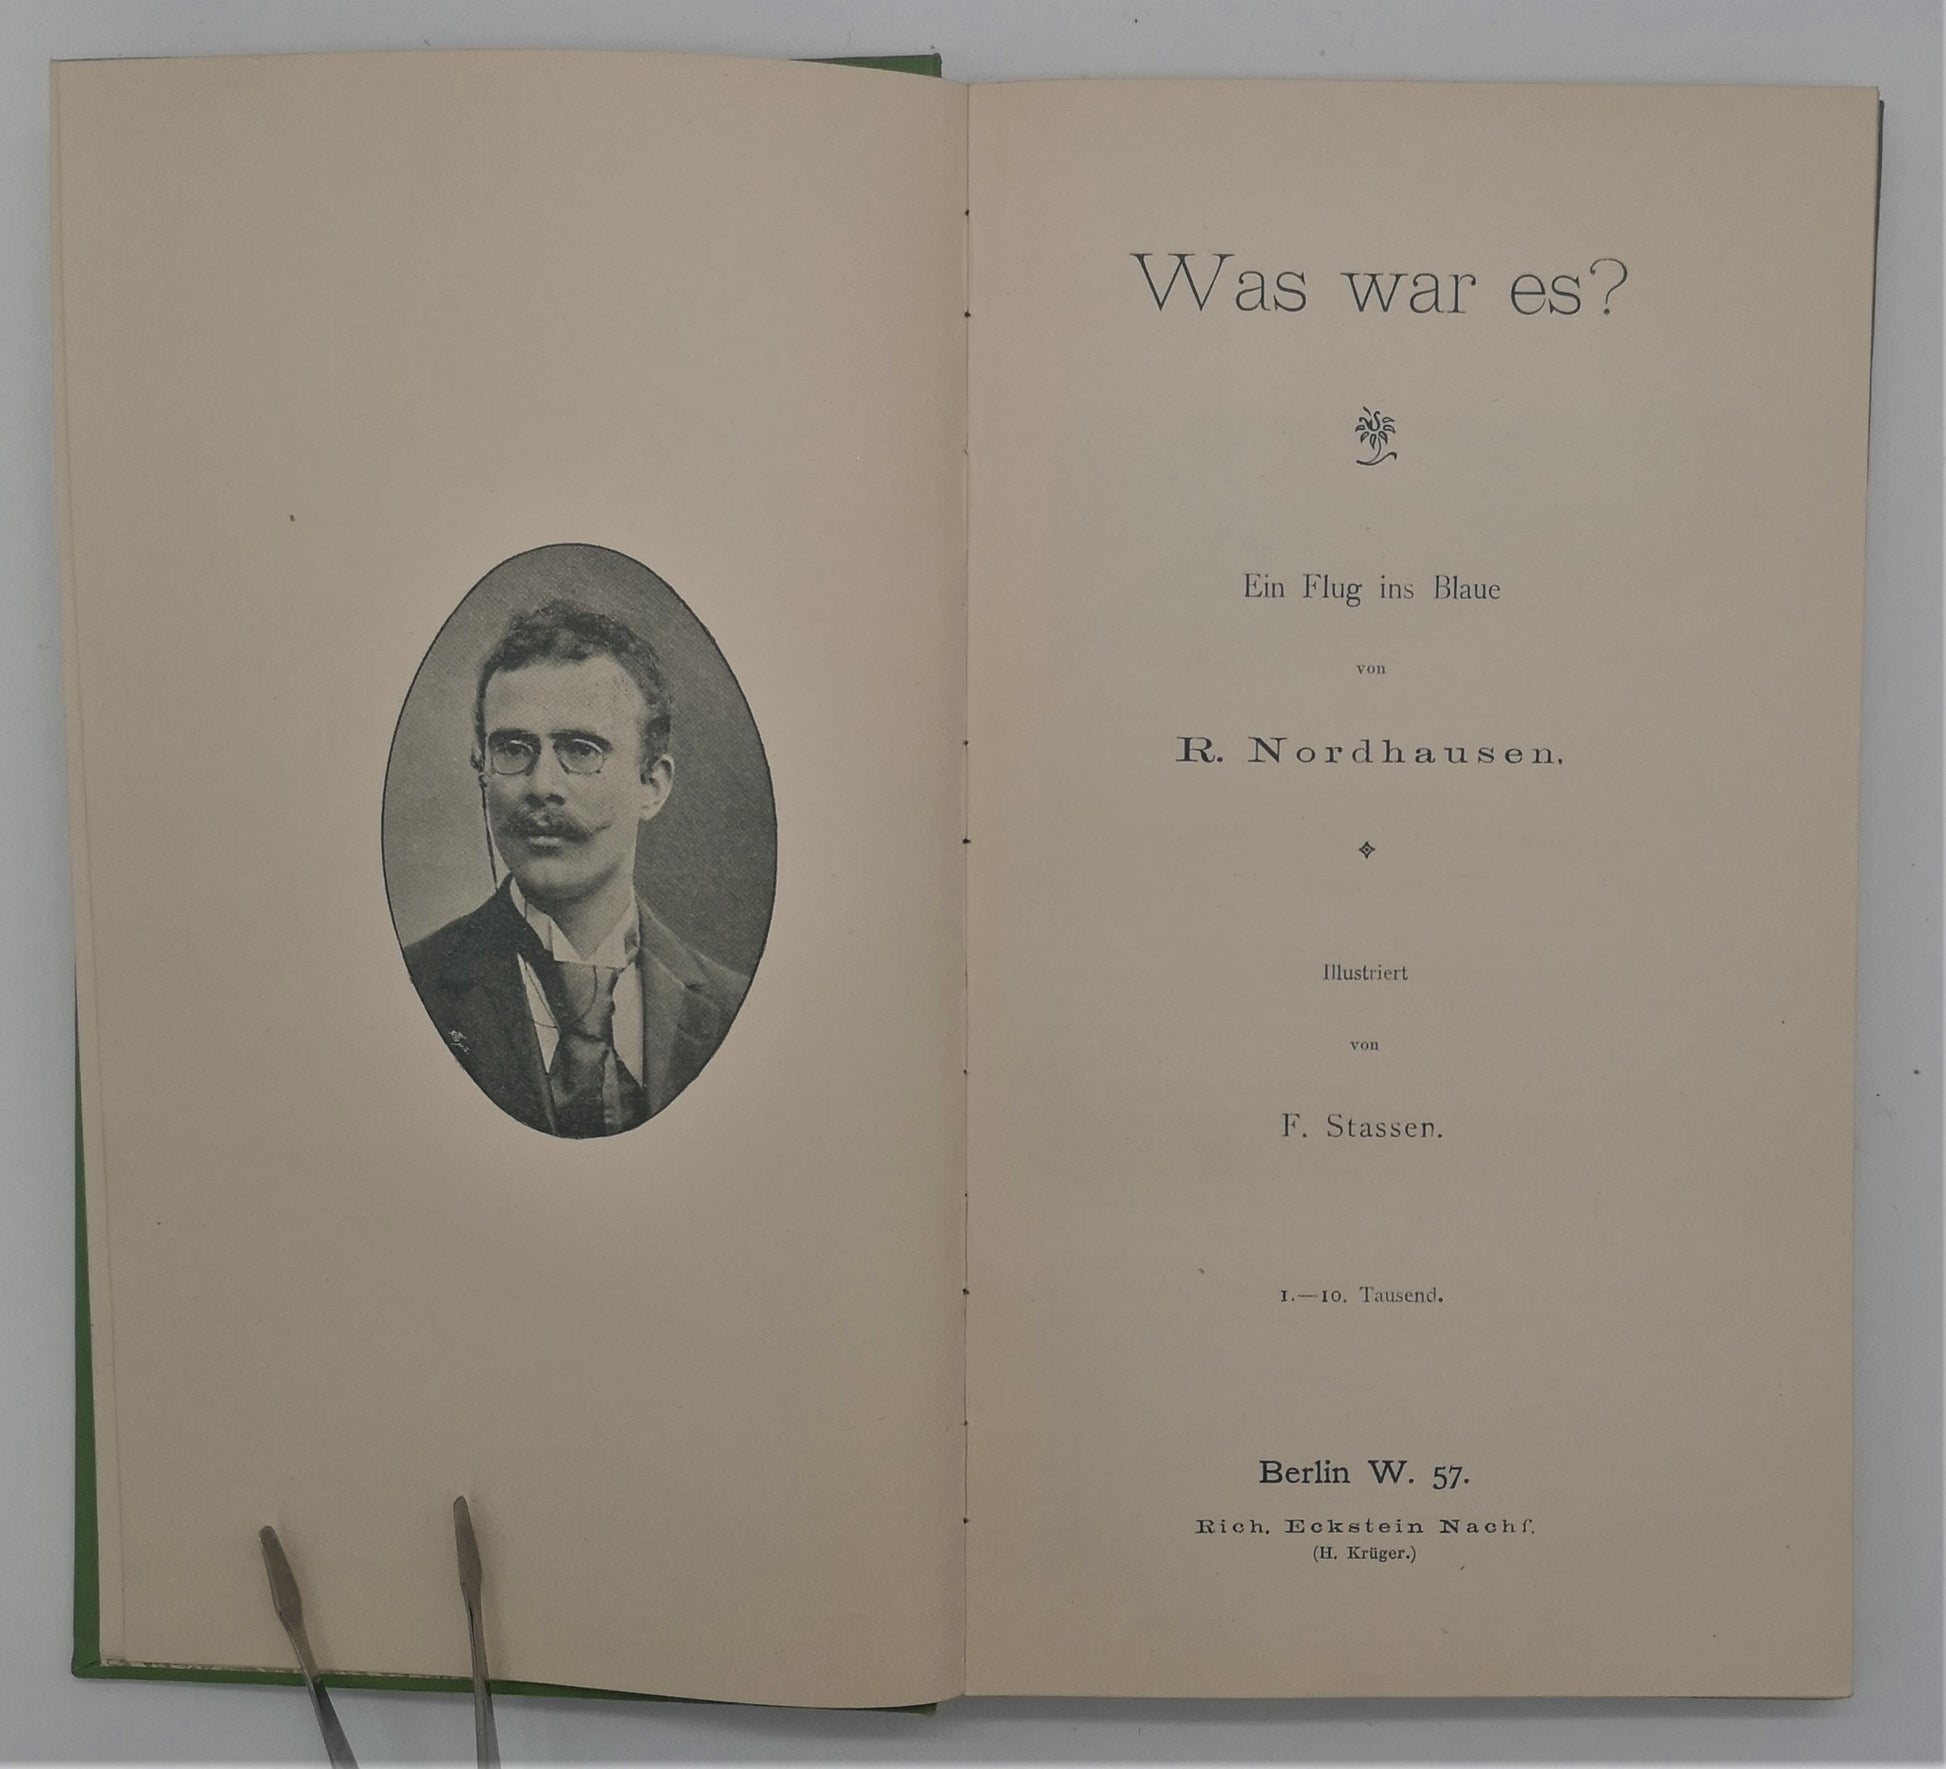 Was war es?
Ein Flug ins Blaue
von
R. Nordhausen.
Illustriert
von
F. Stassen.
1.—10. Tausend.
Berlin W. 57.
Rich. Eckstein Nachf.
(H. Krüger.)